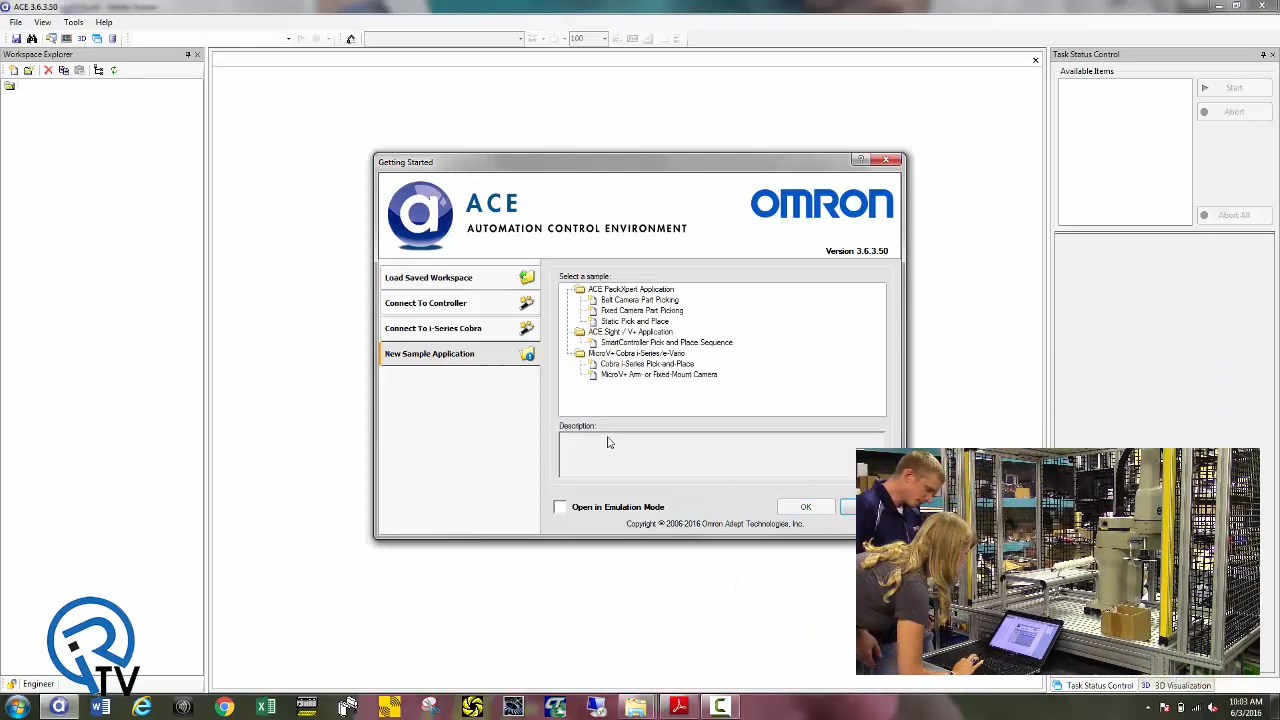 ACE 3.6.3.50
File View Tools Help
3D
100
Workspace Explorer
Engineer
Getting Started
a
ACE
AUTOMATION CONTROL ENVIRONMENT
OMRON
Version 3.6.3.50
Load Saved Workspace
Connect To Controller
Connect To i-Series Cobra
New Sample Application
Select a sample:
ACE PackXpert Application
Belt Camera Part Picking
Fixed Camera Part Picking
Static Pick and Place
ACE Sight / V+ Application
SmartController Pick and Place Sequence
MicroV+ Cobra i-Series/e-Vario
Cobra i-Series Pick-and-Place
MicroV+ Arm- or Fixed-Mount Camera
Description:
Open in Emulation Mode
OK
Copyright © 2006-2016 Omron Adept Technologies, Inc.
Task Status Control
Available Items
Start
Abort
Abort All
Task Status Control
3D 3D Visualization
TV
10:03 AM
6/3/2016